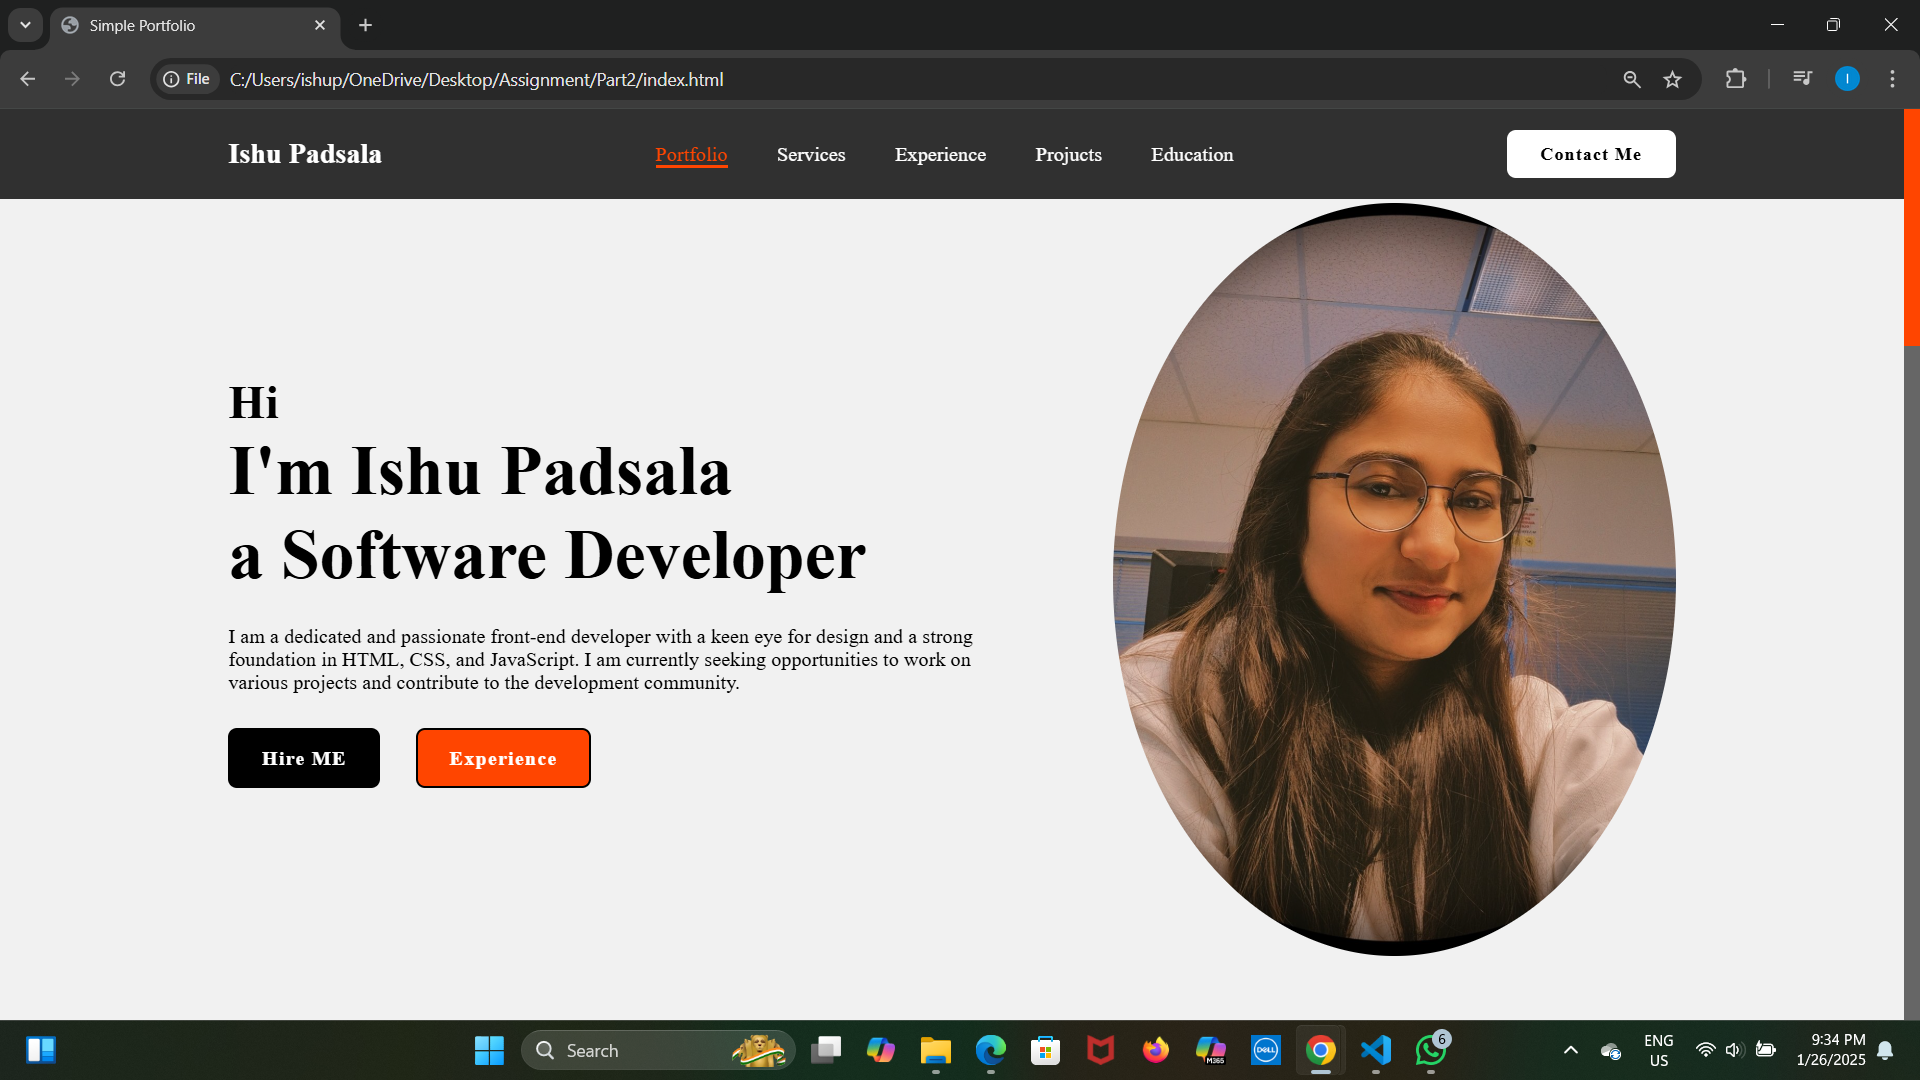 Simple Portfolio
File
C:/Users/ishup/OneDrive/Desktop/Assignment/Part2/index.html
I
Ishu Padsala
Portfolio
Services
Experience
Projucts
Education
Contact Me
Hi
I'm Ishu Padsala
a Software Developer
I am a dedicated and passionate front-end developer with a keen eye for design and a strong
foundation in HTML, CSS, and JavaScript. I am currently seeking opportunities to work on
various projects and contribute to the development community.
Hire ME
Experience
Search
M365
DELL
6
ENG
US
9:34 PM
1/26/2025